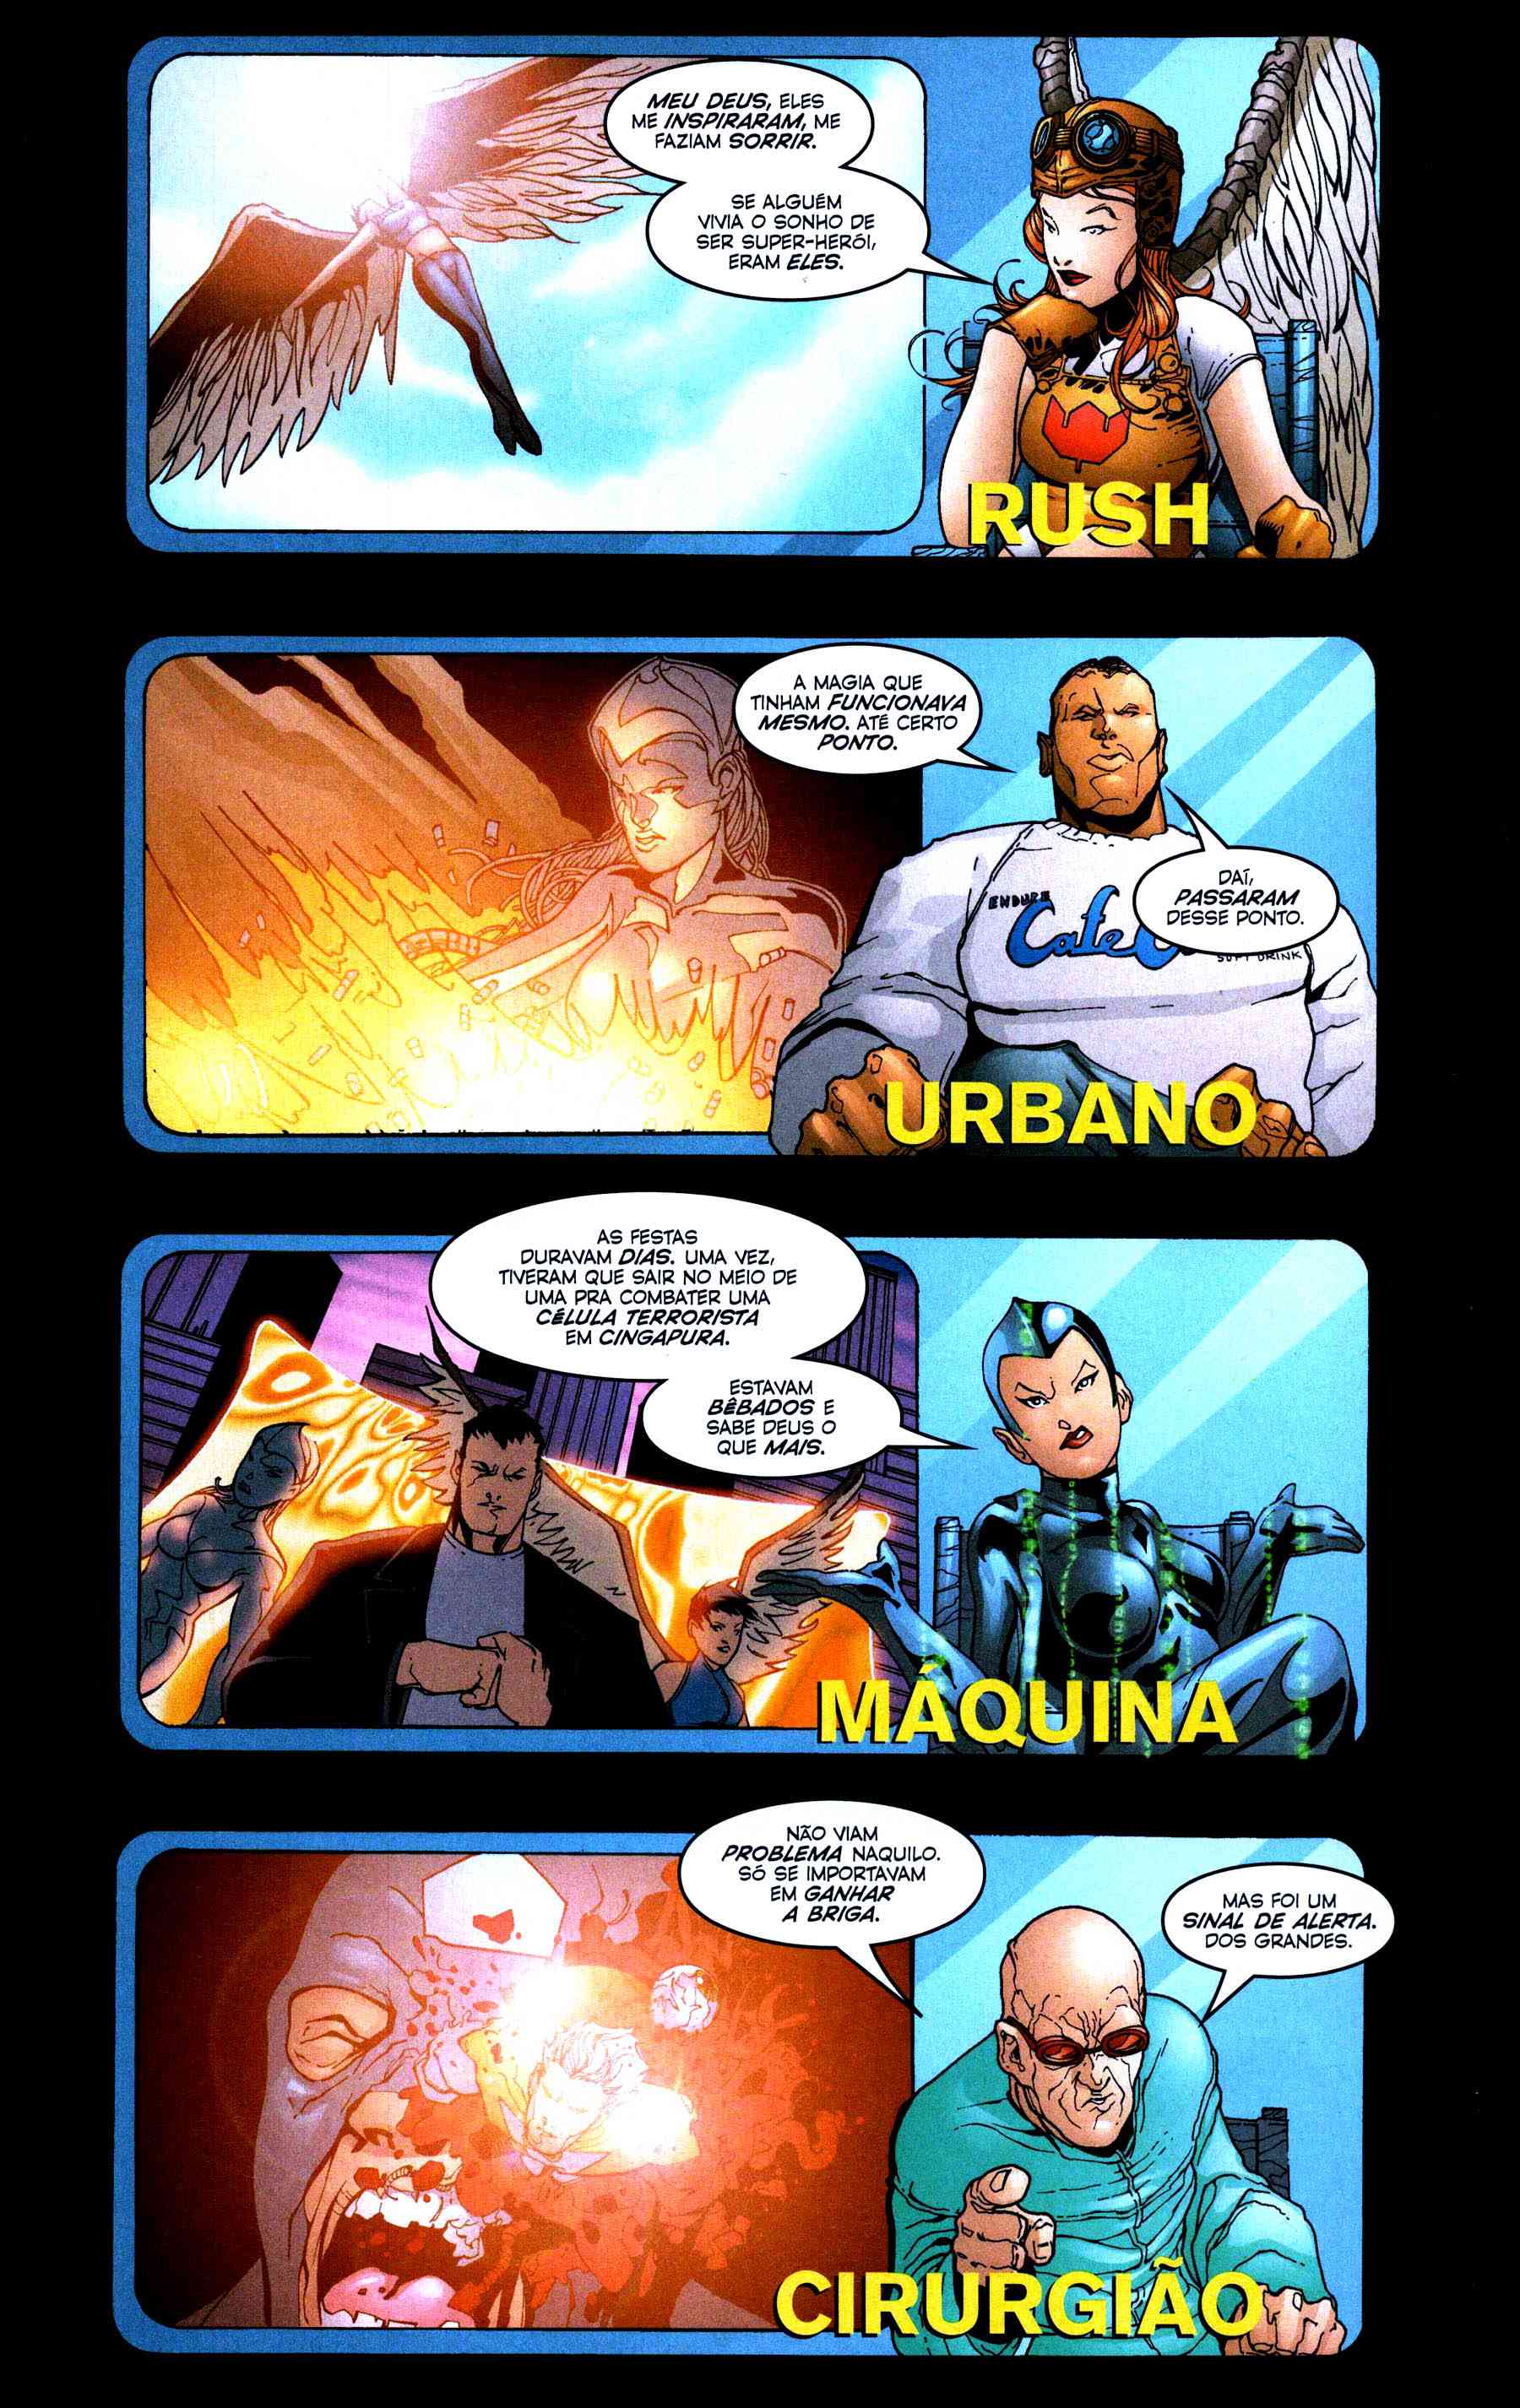 MEU DEUS, ELES
ME INSPIRARAM, ME
FAZIAM SORRIR.
SE ALGUÉM
VIVIA O SONHO DE
SER SUPER-HERÓI,
ERAM ELES.
RUSH
A MAGIA QUE
TINHAM FUNCIONAVA
MESMO. ATÉ CERTO
PONTO.
DAÍ,
PASSARAM
DESSE PONTO.
ENDURE
Cafe
SOFT DRINK
URBANO
AS FESTAS
DURAVAM DIAS. UMA VEZ,
TIVERAM QUE SAIR NO MEIO DE
UMA PRA COMBATER UMA
CÉLULA TERRORISTA
EM CINGAPURA.
ESTAVAM
BÊBADOS E
SABE DEUS O
QUE MAIS.
MÁQUINA
NÃO VIAM
PROBLEMA NAQUILO.
SÓ SE IMPORTAVAM
EM GANHAR
A BRIGA.
MAS FOI UM
SINAL DE ALERTA.
DOS GRANDES.
CIRURGIÃO